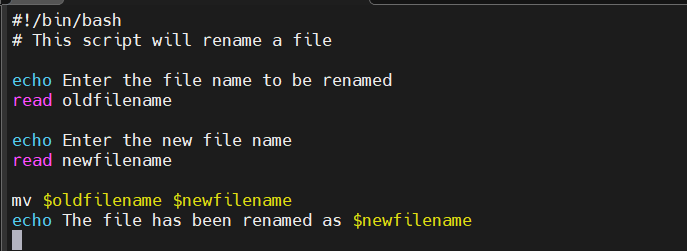 #!/bin/bash
# This script will rename a file
echo Enter the file name to be renamed
read oldfilename
echo Enter the new file name
read newfilename
mv $oldfilename $newfilename
echo The file has been renamed as $newfilename